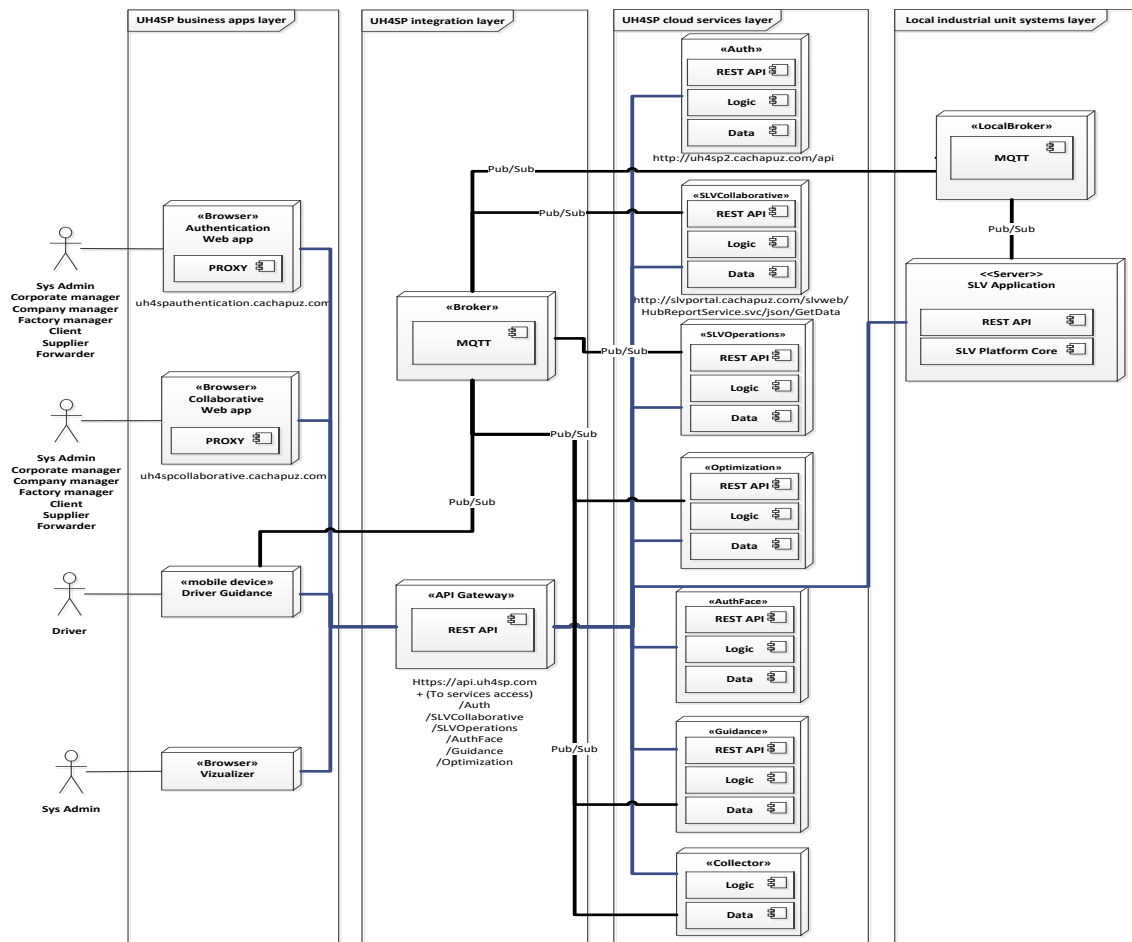 UH4SP business apps layer
UH4SP integration layer
UH4SP cloud services layer
Local industrial unit systems layer
Sys Admin
Corporate manager
Company manager
Factory manager
Client
Supplier
Forwarder
«Browser»
Authentication
Web app
PROXY
uh4spauthentication.cachapuz.com
Sys Admin
Corporate manager
Company manager
Factory manager
Client
Supplier
Forwarder
«Browser»
Collaborative
Web app
PROXY
uh4spcollaborative.cachapuz.com
Driver
«mobile device»
Driver Guidance
Sys Admin
«Browser»
Vizualizer
«Broker»
MQTT
Pub/Sub
Pub/Sub
Pub/Sub
Pub/Sub
Pub/Sub
Pub/Sub
«API Gateway»
REST API
Https://api.uh4sp.com
+ (To services access)
/Auth
/SLVCollaborative
/SLVOperations
/AuthFace
/Guidance
/Optimization
«Auth»
REST API
Logic
Data
http://uh4sp2.cachapuz.com/api
«SLVCollaborative»
REST API
Logic
Data
http://slvportal.cachapuz.com/slvweb/
HubReportService.svc/json/GetData
«SLVOperations»
REST API
Logic
Data
«Optimization»
REST API
Logic
Data
«AuthFace»
REST API
Logic
Data
«Guidance»
REST API
Logic
Data
«Collector»
Logic
Data
«LocalBroker»
MQTT
Pub/Sub
<<Server>>
SLV Application
REST API
SLV Platform Core